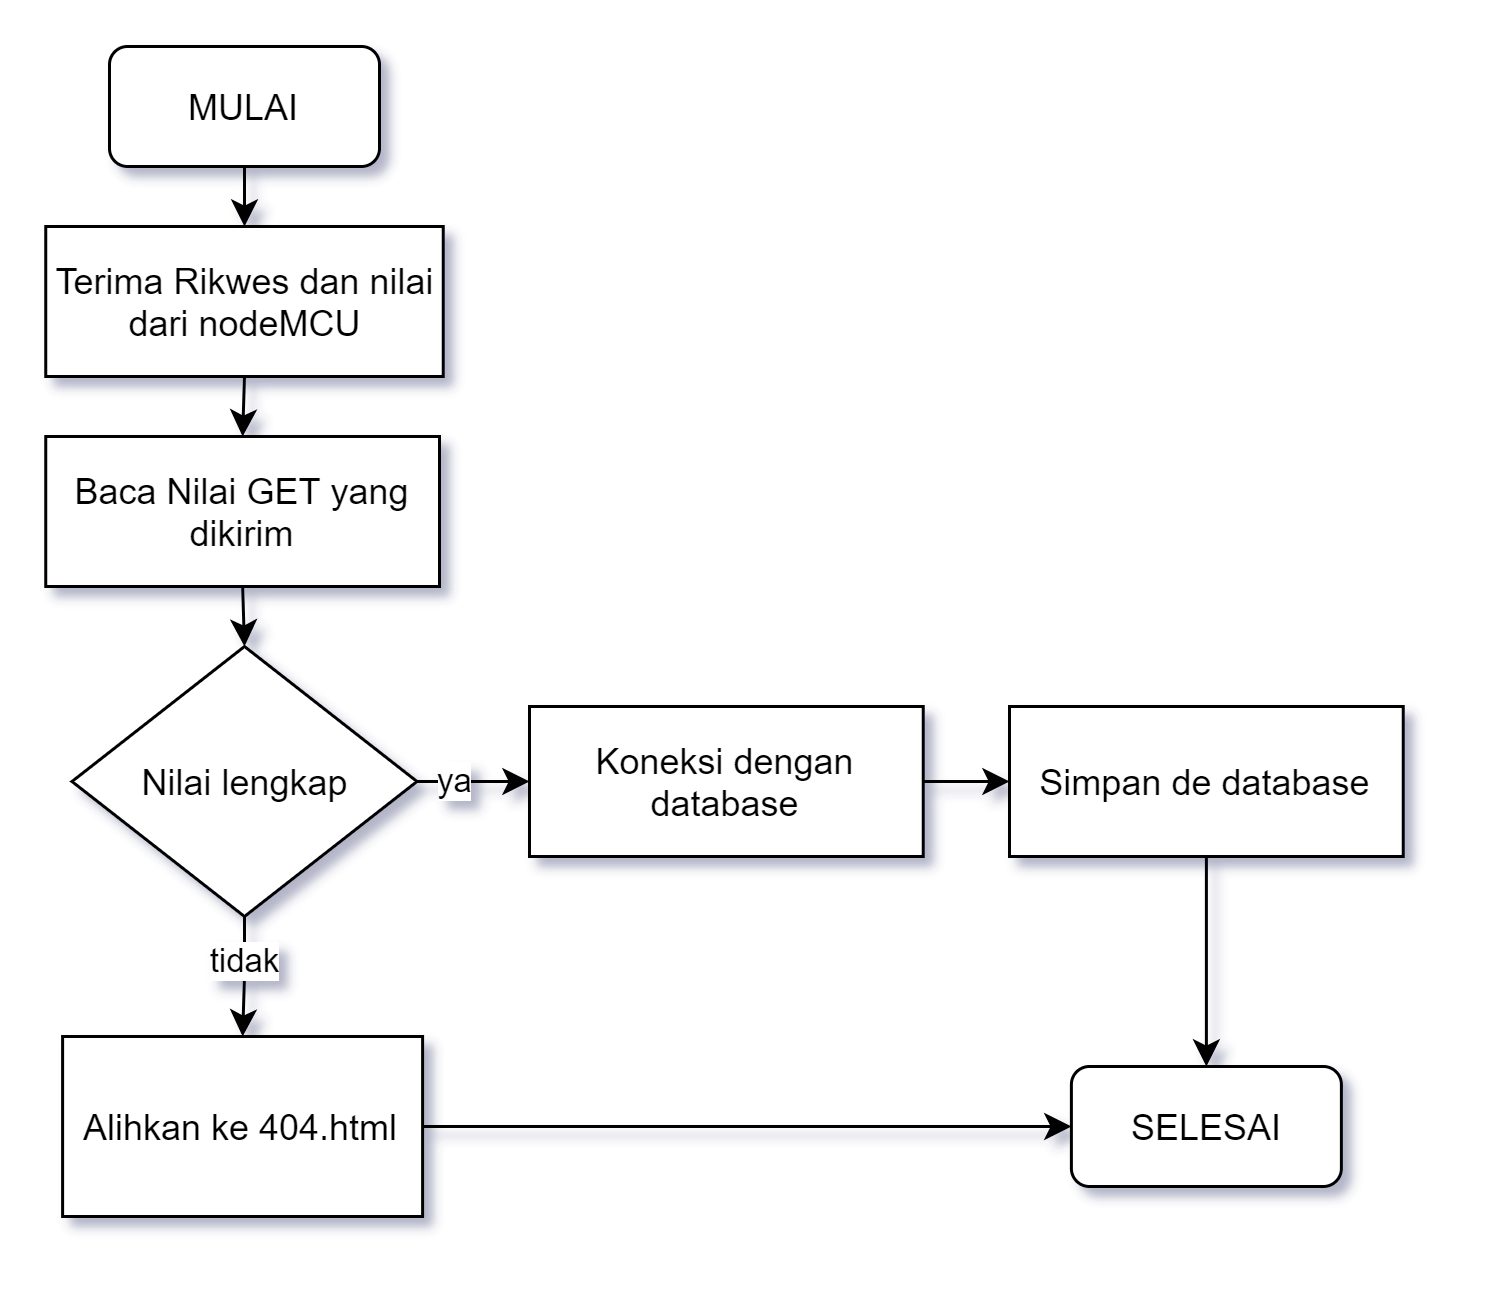 MULAI
Terima Rikwes dan nilai
dari nodeMCU
Baca Nilai GET yang
dikirim
Nilai lengkap
ya
Koneksi dengan
database
Simpan de database
tidak
Alihkan ke 404.html
SELESAI